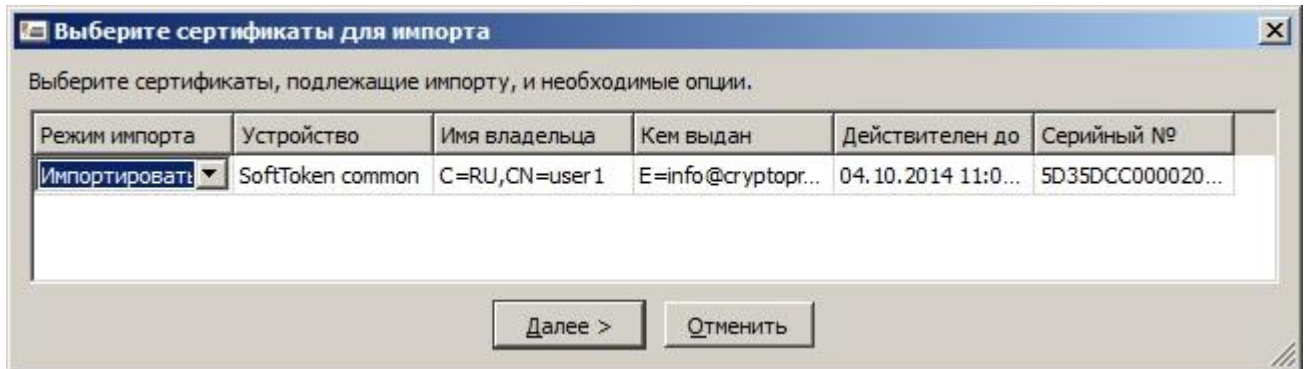 Выберите сертификаты для импорта
Выберите сертификаты, подлежащие импорту, и необходимые опции.
Режим импорта Устройство Имя владельца Кем выдан Действителен до Серийный №
Импортировать SoftToken common C=RU,CN=user1 E=info@cryptopr... 04.10.2014 11:0... 5D35DCC000020...
Далее > Отменить